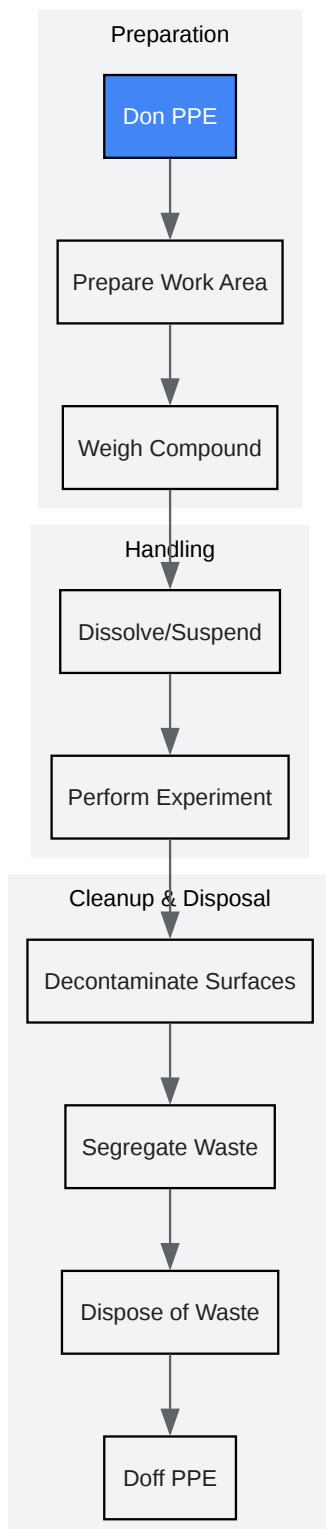 Preparation
Don PPE
Prepare Work Area
Weigh Compound
Handling
Dissolve/Suspend
Perform Experiment
Cleanup & Disposal
Decontaminate Surfaces
Segregate Waste
Dispose of Waste
Doff PPE